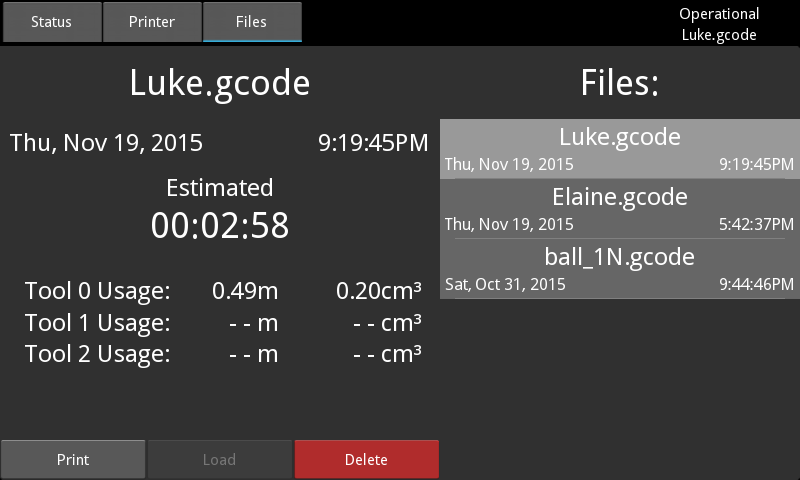 Status Printer Files
Operational
Luke.gcode
Luke.gcode
Thu, Nov 19, 2015 9:19:45PM
Estimated
00:02:58
Tool 0 Usage: 0.49m 0.20cm³
Tool 1 Usage: - - m - - cm³
Tool 2 Usage: - - m - - cm³
Print Load Delete
Files:
Luke.gcode
Thu, Nov 19, 2015 9:19:45PM
Elaine.gcode
Thu, Nov 19, 2015 5:42:37PM
ball_1N.gcode
Sat, Oct 31, 2015 9:44:46PM